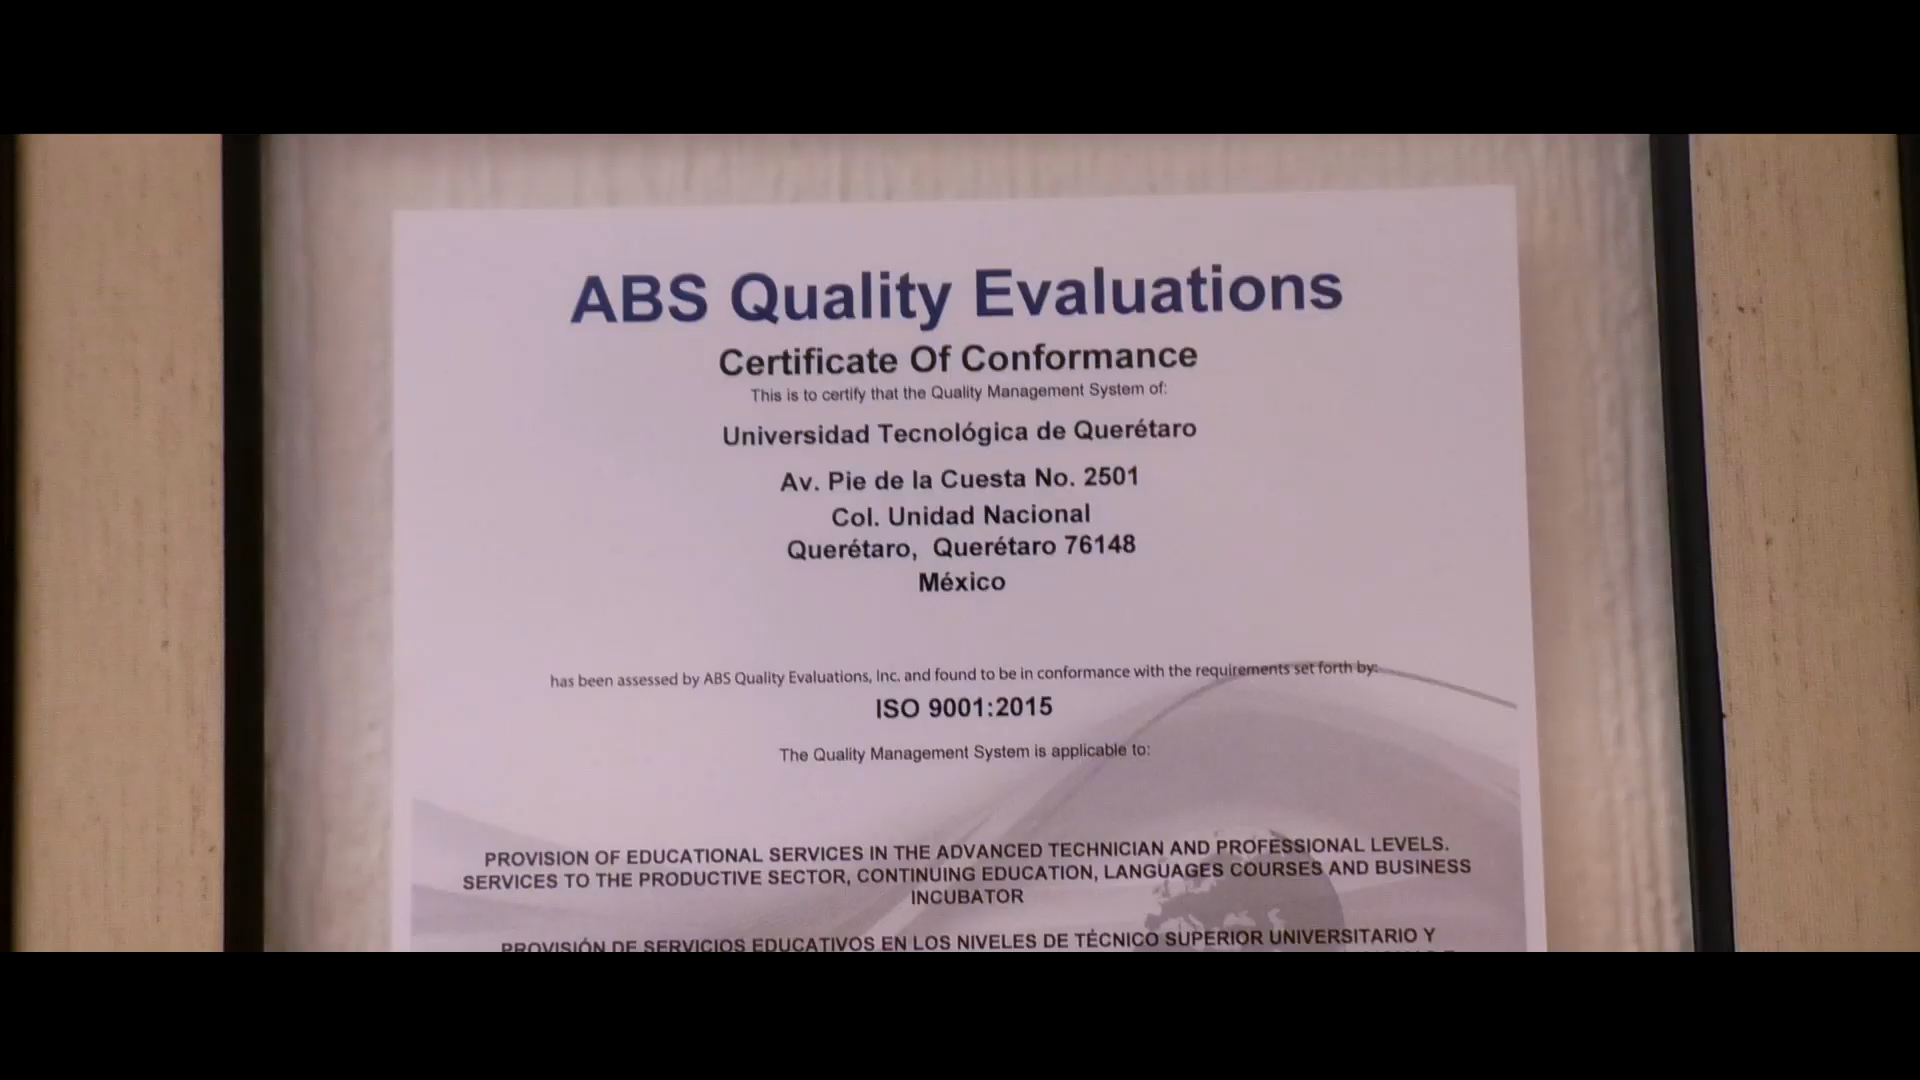 ABS Quality Evaluations
Certificate Of Conformance
This is to certify that the Quality Management System of:
Universidad Tecnológica de Querétaro
Av. Pie de la Cuesta No. 2501
Col. Unidad Nacional
Querétaro, Querétaro 76148
México
has been assessed by ABS Quality Evaluations, Inc. and found to be in conformance with the requirements set forth by:
ISO 9001:2015
The Quality Management System is applicable to:
PROVISION OF EDUCATIONAL SERVICES IN THE ADVANCED TECHNICIAN AND PROFESSIONAL LEVELS.
SERVICES TO THE PRODUCTIVE SECTOR, CONTINUING EDUCATION, LANGUAGES COURSES AND BUSINESS
INCUBATOR
PROVISIÓN DE SERVICIOS EDUCATIVOS EN LOS NIVELES DE TÉCNICO SUPERIOR UNIVERSITARIO Y